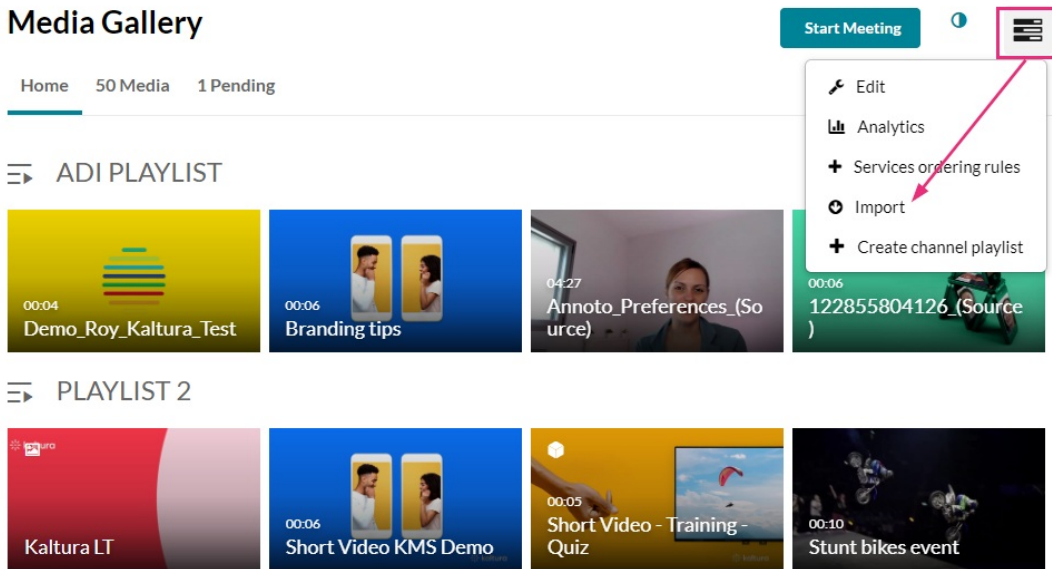 Media Gallery
Start Meeting
Home 50 Media 1 Pending
Edit
Analytics
Services ordering rules
Import
Create channel playlist
ADI PLAYLIST
00:04
Demo_Roy_Kaltura_Test
00:06
Branding tips
04:27
Annoto_Preferences_(So
urce)
00:06
122855804126_(Source
)
PLAYLIST 2
Kaltura LT
00:06
Short Video KMS Demo
00:05
Short Video - Training -
Quiz
00:10
Stunt bikes event